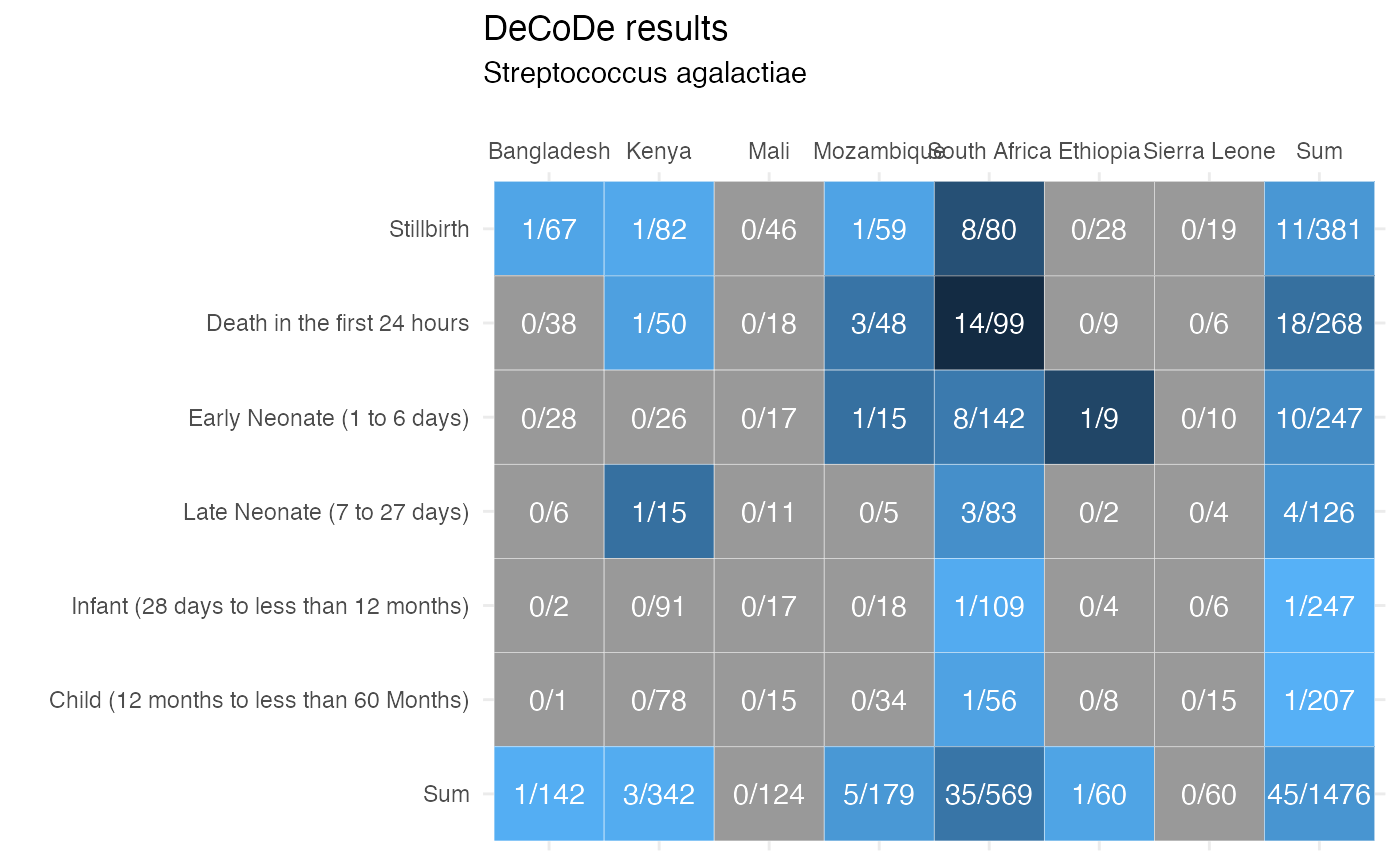 DeCoDe results
Streptococcus agalactiae
Bangladesh Kenya Mali Mozambique South Africa Ethiopia Sierra Leone Sum
Stillbirth 1/67 1/82 0/46 1/59 8/80 0/28 0/19 11/381
Death in the first 24 hours 0/38 1/50 0/18 3/48 14/99 0/9 0/6 18/268
Early Neonate (1 to 6 days) 0/28 0/26 0/17 1/15 8/142 1/9 0/10 10/247
Late Neonate (7 to 27 days) 0/6 1/15 0/11 0/5 3/83 0/2 0/4 4/126
Infant (28 days to less than 12 months) 0/2 0/91 0/17 0/18 1/109 0/4 0/6 1/247
Child (12 months to less than 60 Months) 0/1 0/78 0/15 0/34 1/56 0/8 0/15 1/207
Sum 1/142 3/342 0/124 5/179 35/569 1/60 0/60 45/1476